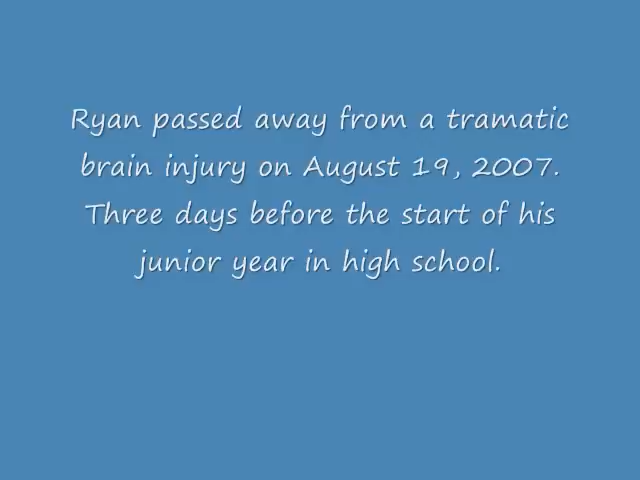 Ryan passed away from a tramatic
brain injury on August 19, 2007.
Three days before the start of his
junior year in high school.